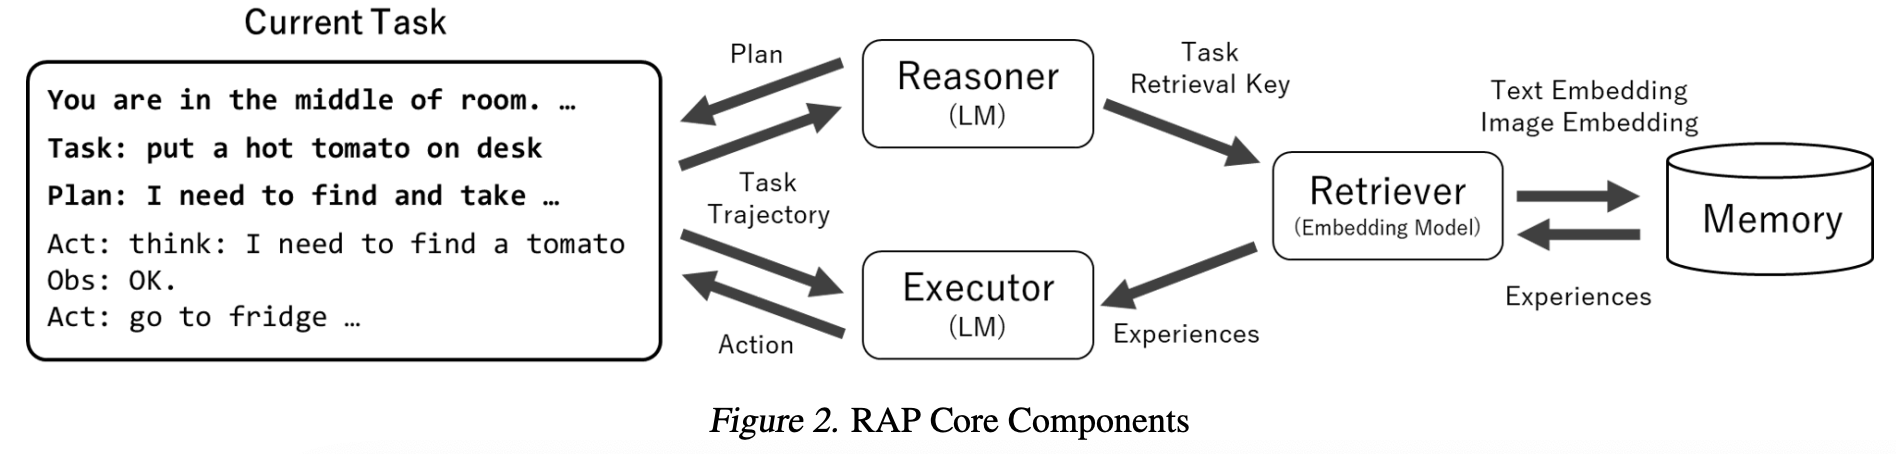 Current Task
You are in the middle of room. …
Task: put a hot tomato on desk
Plan: I need to find and take …
Act: think: I need to find a tomato
Obs: OK.
Act: go to fridge …
Plan
Task
Trajectory
Action
Reasoner
(LM)
Executor
(LM)
Task
Retrieval Key
Experiences
Retriever
(Embedding Model)
Text Embedding
Image Embedding
Experiences
Memory
Figure 2. RAP Core Components